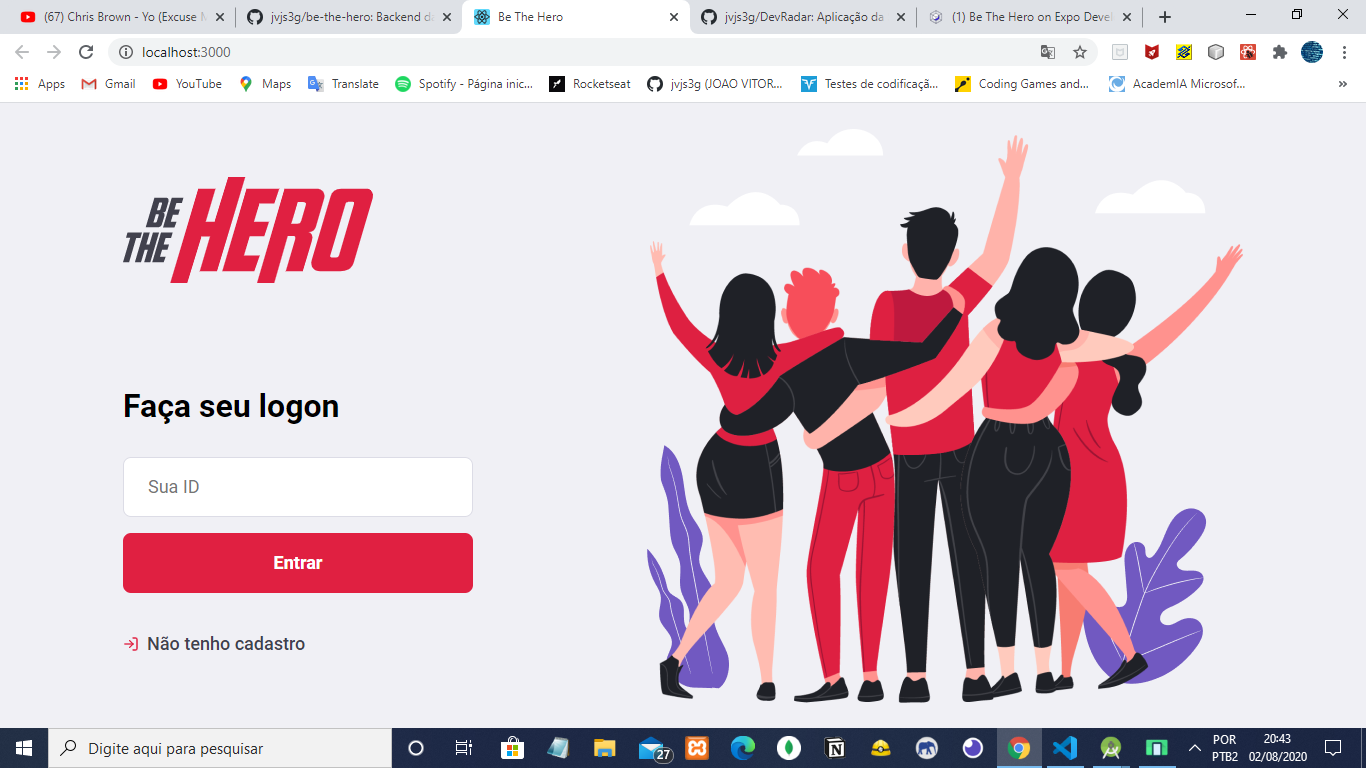 (67) Chris Brown - Yo (Excuse M
jvjs3g/be-the-hero: Backend da
Be The Hero
jvjs3g/DevRadar: Aplicação da
(1) Be The Hero on Expo Devel
localhost:3000
Apps
Gmail
YouTube
Maps
Translate
Spotify - Página inic...
Rocketseat
jvjs3g (JOAO VITOR...
Testes de codificaçã...
Coding Games and...
AcademIA Microsof...
»
BE
THE
HERO
Faça seu logon
Sua ID
Entrar
Não tenho cadastro
Digite aqui para pesquisar
27
POR
PTB2
20:43
02/08/2020